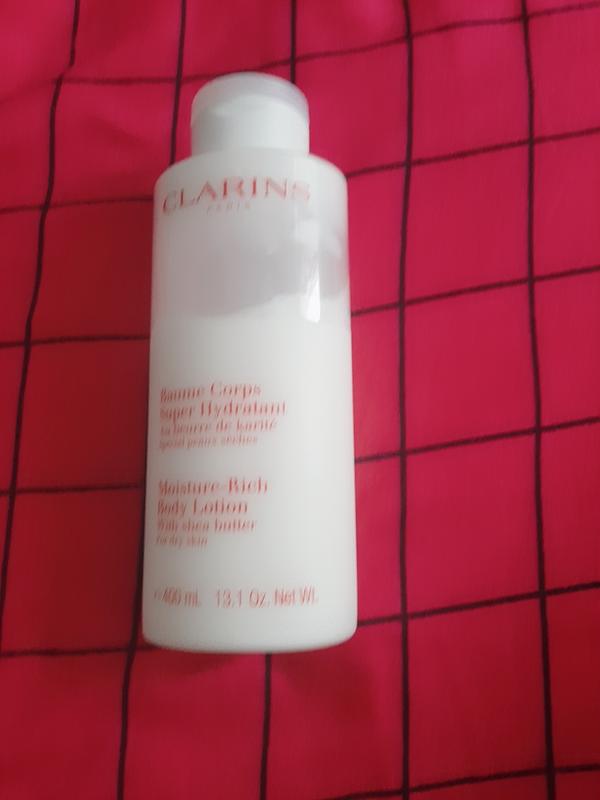 CLARINS
PARIS
Baume Corps
Super Hydratant
Au beurre de karité
Spécial peaux sèches
Moisture-Rich
Body Lotion
With shea butter
For dry skin
400 mL 13.1 Oz. Net Wt.